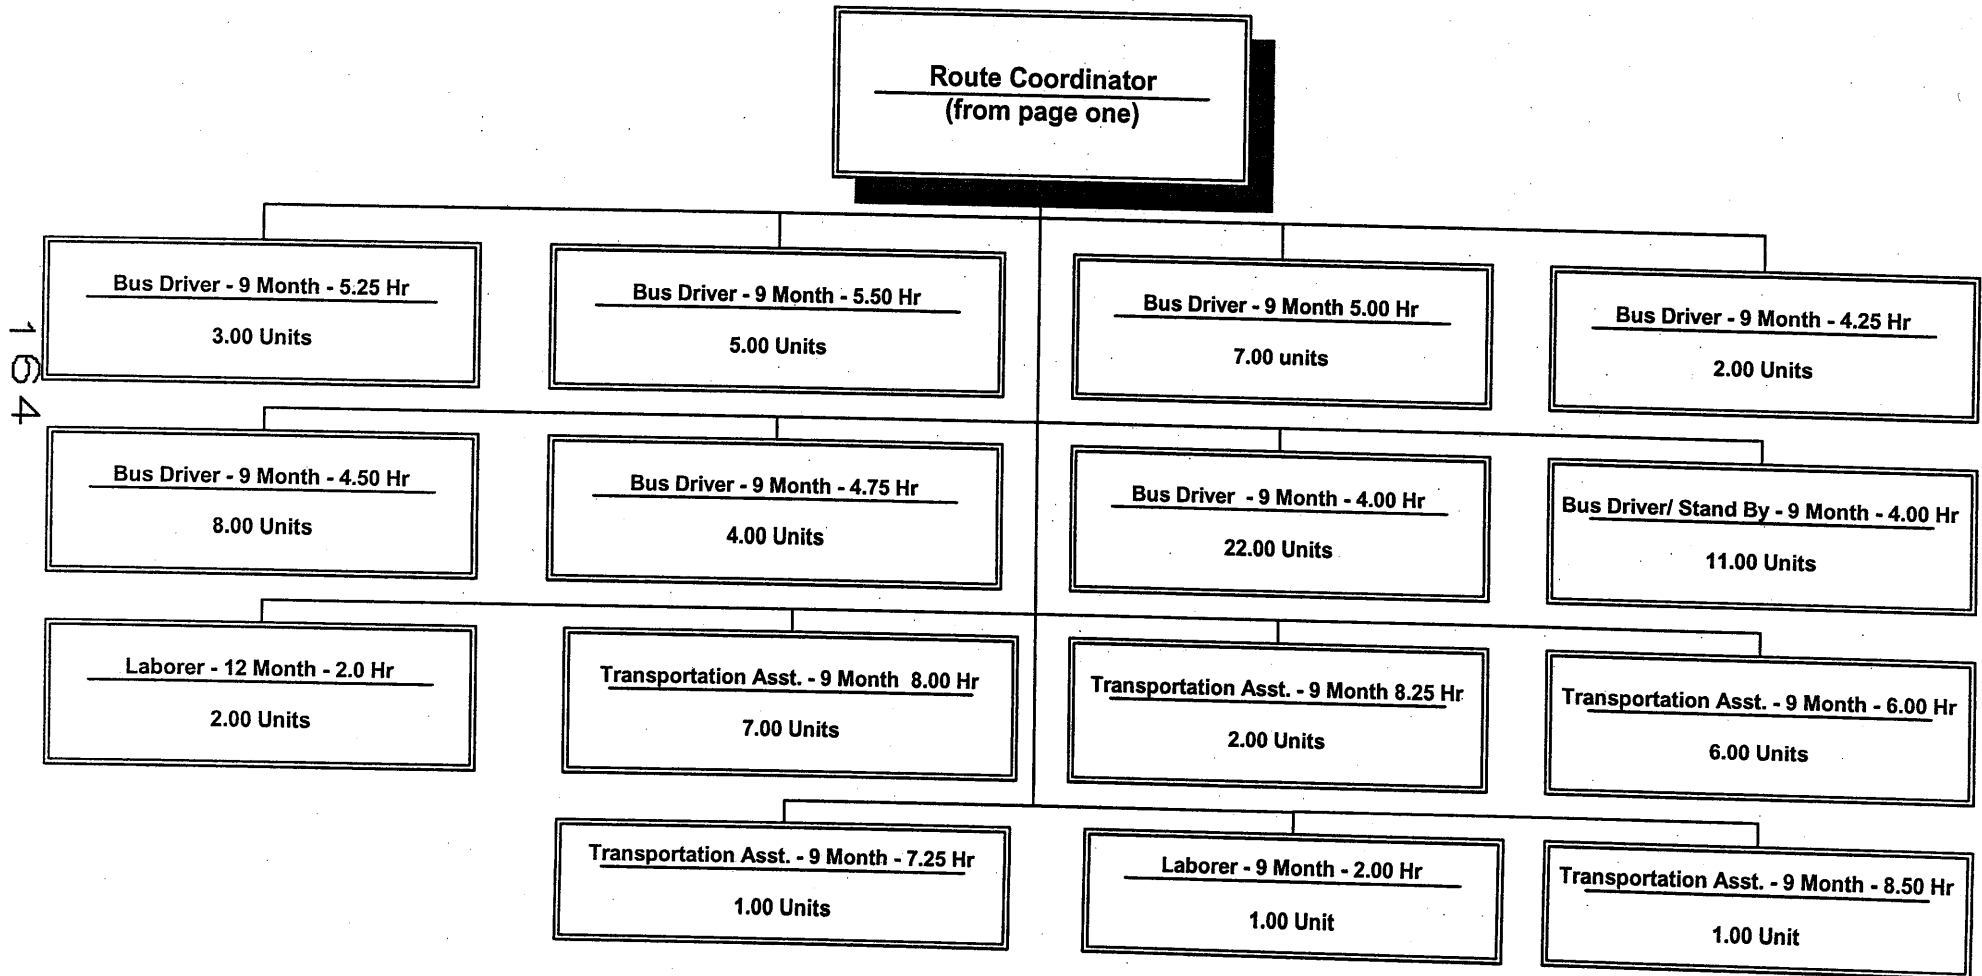 Route Coordinator
(from page one)
Bus Driver - 9 Month - 5.25 Hr
3.00 Units
Bus Driver - 9 Month - 5.50 Hr
5.00 Units
Bus Driver - 9 Month 5.00 Hr
7.00 units
Bus Driver - 9 Month - 4.25 Hr
2.00 Units
164
Bus Driver - 9 Month - 4.50 Hr
8.00 Units
Bus Driver - 9 Month - 4.75 Hr
4.00 Units
Bus Driver - 9 Month - 4.00 Hr
22.00 Units
Bus Driver/ Stand By - 9 Month - 4.00 Hr
11.00 Units
Laborer - 12 Month - 2.0 Hr
2.00 Units
Transportation Asst. - 9 Month 8.00 Hr
7.00 Units
Transportation Asst. - 9 Month 8.25 Hr
2.00 Units
Transportation Asst. - 9 Month - 6.00 Hr
6.00 Units
Transportation Asst. - 9 Month - 7.25 Hr
1.00 Units
Laborer - 9 Month - 2.00 Hr
1.00 Unit
Transportation Asst. - 9 Month - 8.50 Hr
1.00 Unit